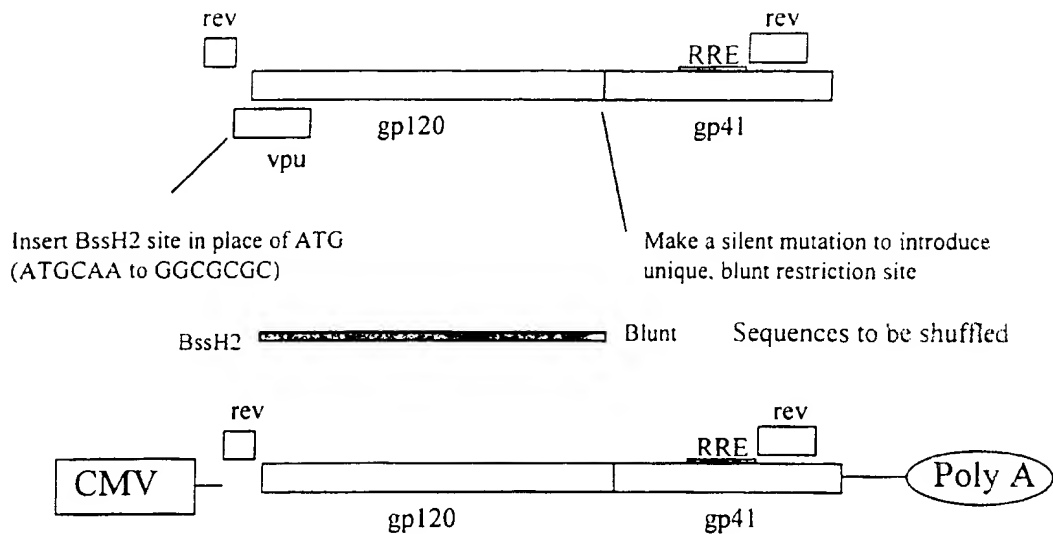 rev
rev
RRE
gp120
gp41
vpu
Insert BssH2 site in place of ATG
(ATGCAA to GGCGCGC)
Make a silent mutation to introduce
unique, blunt restriction site
BssH2
Blunt
Sequences to be shuffled
rev
rev
RRE
CMV
Poly A
gp120
gp41